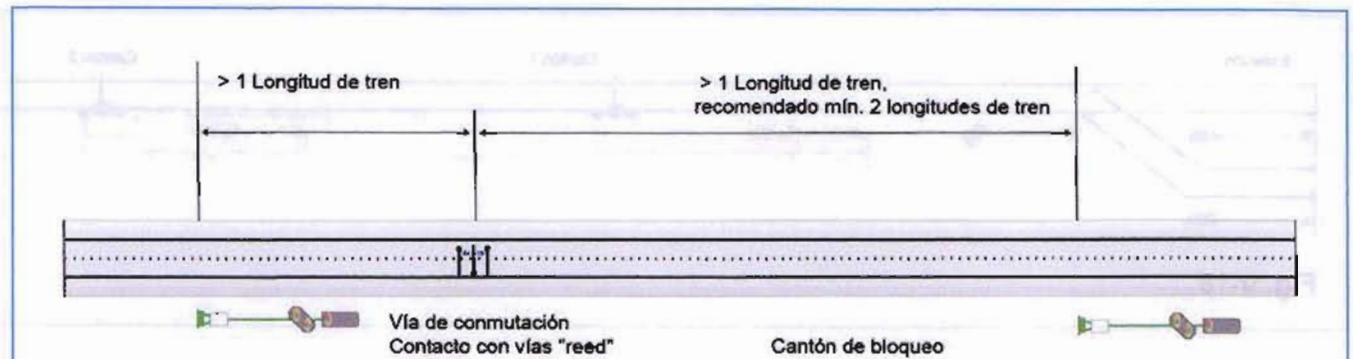 > 1 Longitud de tren
> 1 Longitud de tren,
recomendado mín. 2 longitudes de tren
Vía de conmutación
Contacto con vías "reed"
Cantón de bloqueo